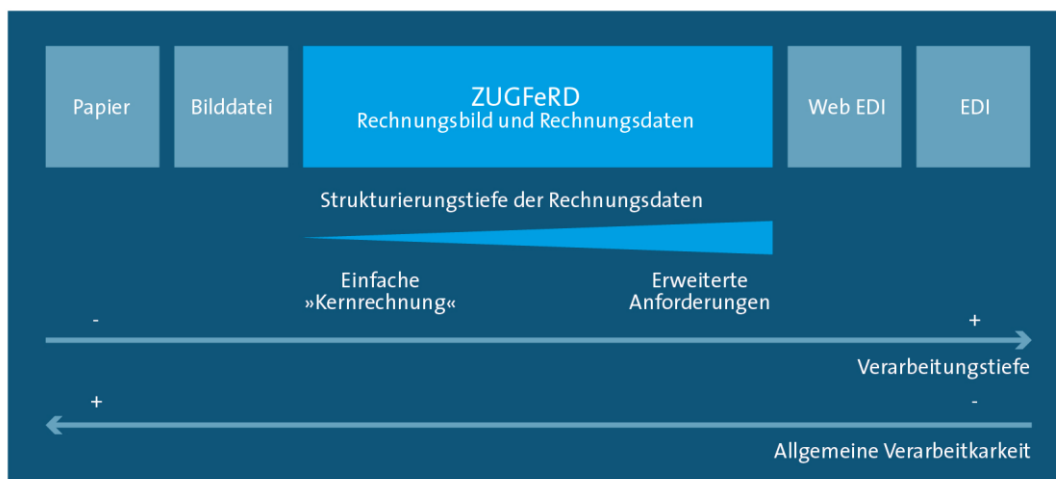 Papier
Bilddatei
ZUGFeRD
Rechnungsbild und Rechnungsdaten
Web EDI
EDI
Strukturierungstiefe der Rechnungsdaten
Einfache
»Kernrechnung«
Erweiterte
Anforderungen
-
+
Verarbeitungstiefe
+
-
Allgemeine Verarbeitkarkeit